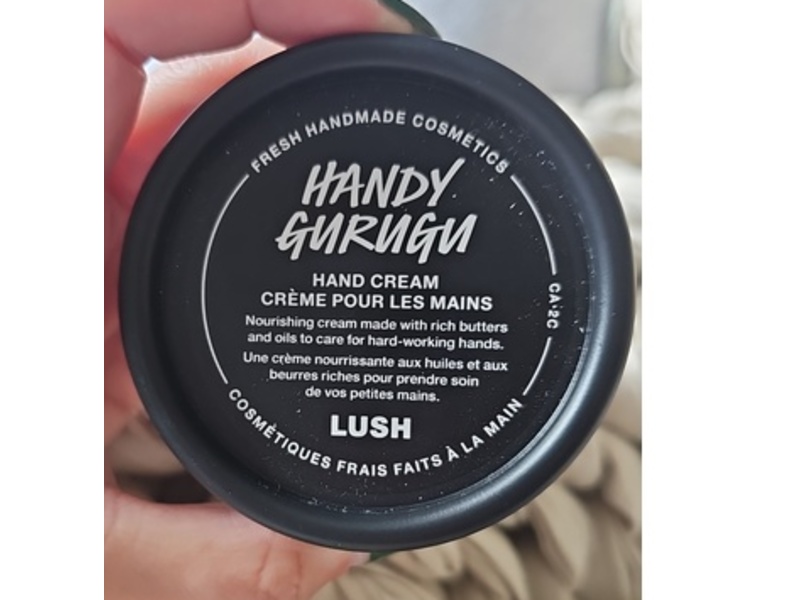 FRESH HANDMADE COSMETICS
HANDY
GURUGU
HAND CREAM
CRÈME POUR LES MAINS
CA·2C
Nourishing cream made with rich butters
and oils to care for hard-working hands.
Une crème nourrissante aux huiles et aux
beurres riches pour prendre soin
de vos petites mains.
LUSH
COSMÉTIQUES FRAIS FAITS À LA MAIN